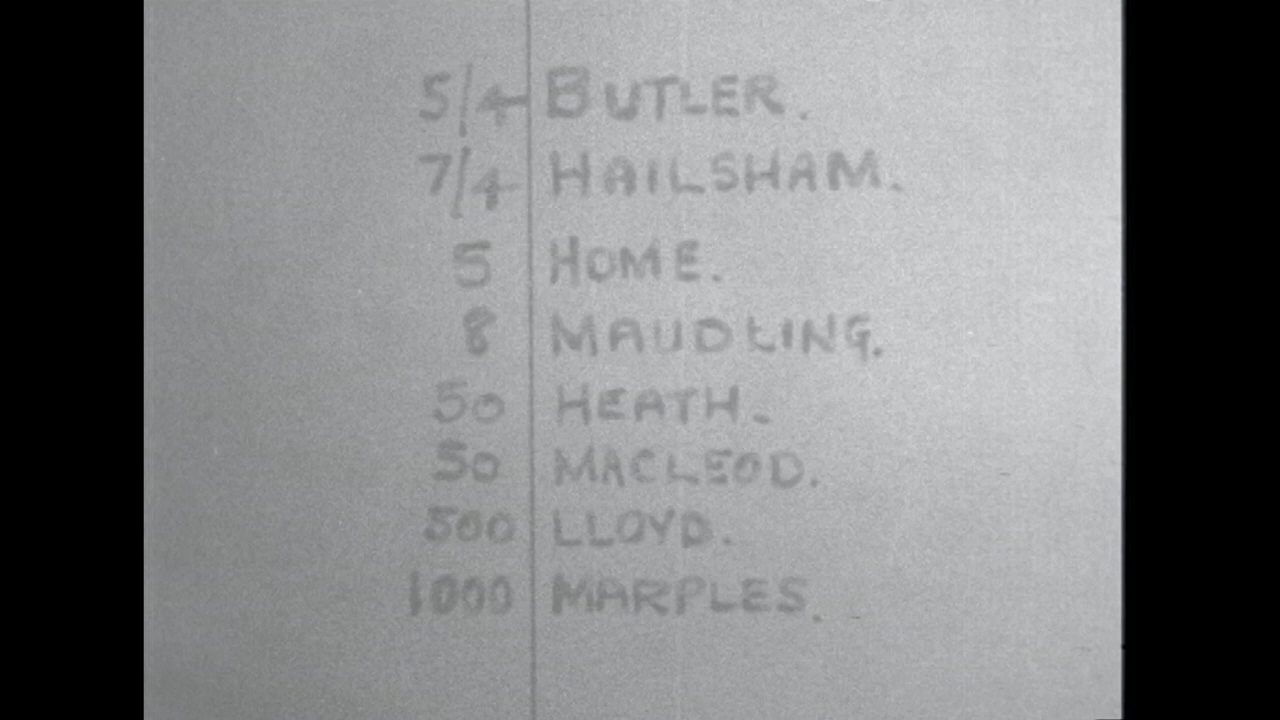 5/4 BUTLER.
7/4 HAILSHAM.
5 HOME.
8 MAUDLING.
50 HEATH.
50 MACLEOD.
500 LLOYD.
1000 MARPLES.